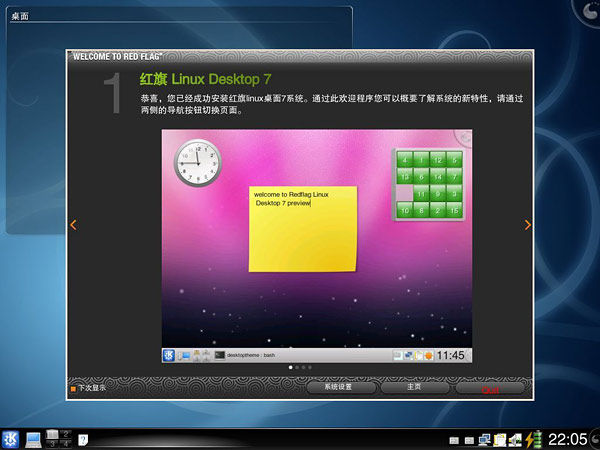 桌面
WELCOME TO RED FLAG
1
红旗 Linux Desktop 7
恭喜，您已经成功安装红旗linux桌面7系统。通过此欢迎程序您可以概要了解系统的新特性，请通过
两侧的导航按钮切换页面。
12
welcome to Redflag Linux
Desktop 7 preview
4 1 12 5
13 6 14 7
11 9 3
10 8 2 15
desktoptheme : bash
11:45
下次显示
系统设置
主页
Quit
2
3 4
22:05